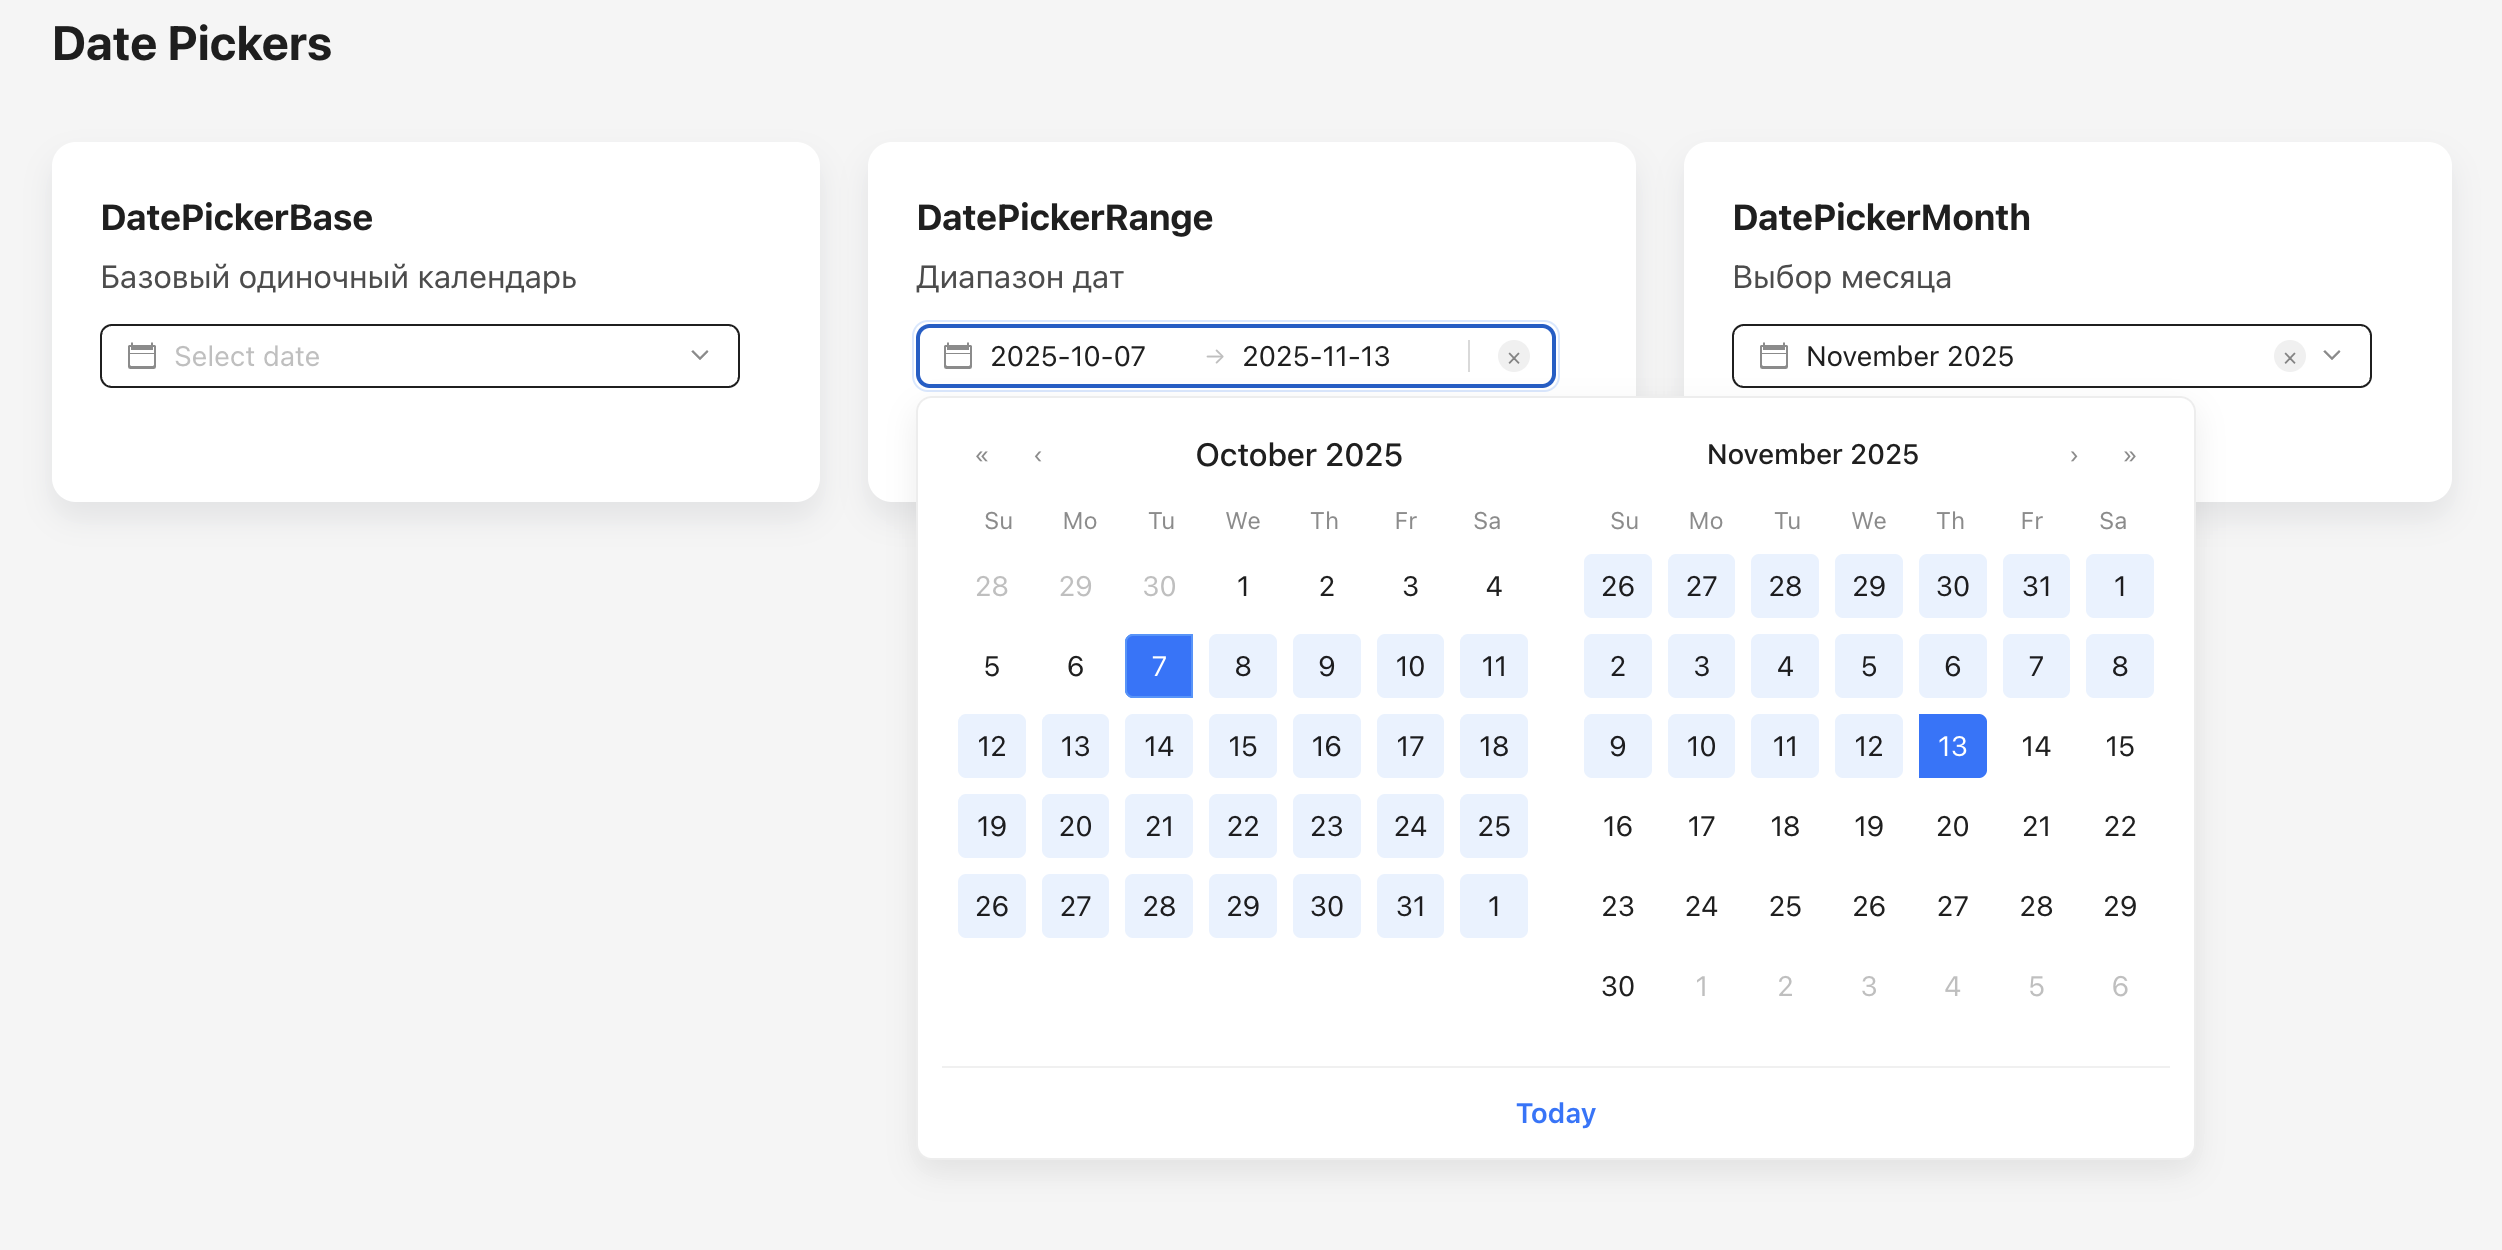 Date Pickers
DatePickerBase
Базовый одиночный календарь
Select date
DatePickerRange
Диапазон дат
2025-10-07 → 2025-11-13 ×
DatePickerMonth
Выбор месяца
November 2025 ×
« ‹ October 2025
Su Mo Tu We Th Fr Sa
28 29 30 1 2 3 4
5 6 7 8 9 10 11
12 13 14 15 16 17 18
19 20 21 22 23 24 25
26 27 28 29 30 31 1
November 2025 › »
Su Mo Tu We Th Fr Sa
26 27 28 29 30 31 1
2 3 4 5 6 7 8
9 10 11 12 13 14 15
16 17 18 19 20 21 22
23 24 25 26 27 28 29
30 1 2 3 4 5 6
Today